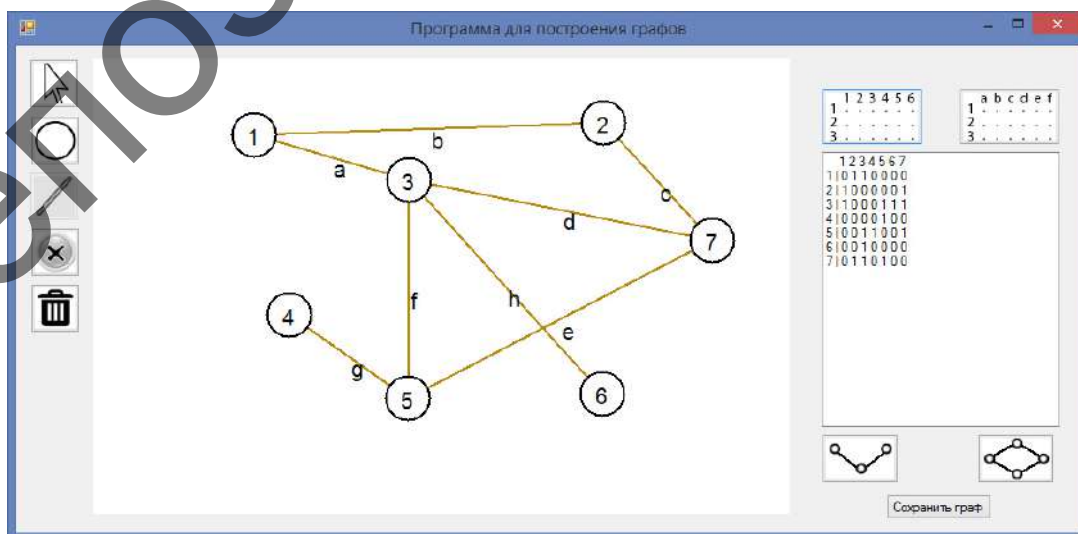 Программа для построения графов
1 2 3 4 5 6
1 . . . . . .
2 . . . . . .
3 . . . . . .
a b c d e f
1 . . . . . .
2 . . . . . .
3 . . . . . .
1
b
2
a
3
c
d
7
f
h
e
4
g
5
6
1 2 3 4 5 6 7
1|0 1 1 0 0 0 0
2|1 0 0 0 0 0 1
3|1 0 0 0 1 1 1
4|0 0 0 0 1 0 0
5|0 0 1 1 0 0 1
6|0 0 1 0 0 0 0
7|0 1 1 0 1 0 0
Сохранить граф